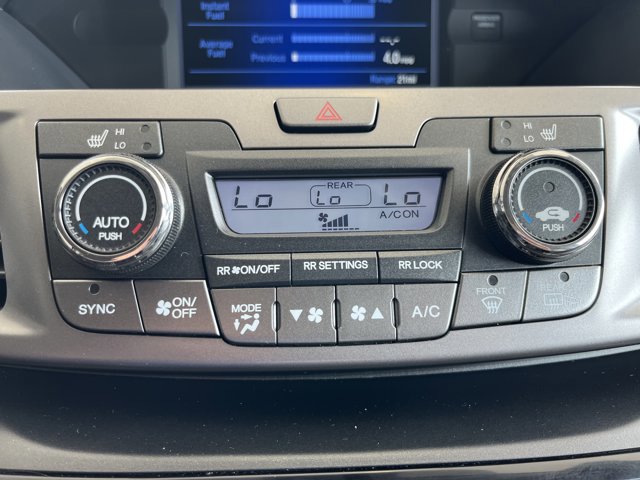 Instant
Fuel
Average
Fuel
Current
Previous
4.0
Range: 21mi
HI
LO
HI
LO
AUTO
PUSH
Lo
REAR
Lo
Lo
A/C ON
PUSH
RR ON/OFF
RR SETTINGS
RR LOCK
SYNC
ON/
OFF
MODE
A/C
FRONT
REAR